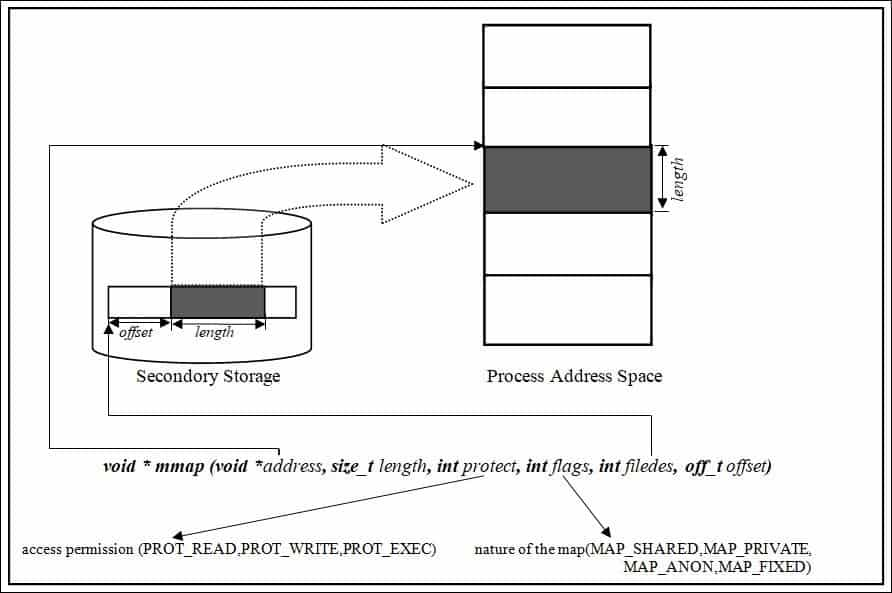 length
offset
length
Secondory Storage
Process Address Space
void * mmap (void *address, size_t length, int protect, int flags, int filedes, off_t offset)
access permission (PROT_READ,PROT_WRITE,PROT_EXEC)
nature of the map(MAP_SHARED,MAP_PRIVATE,
MAP_ANON,MAP_FIXED)